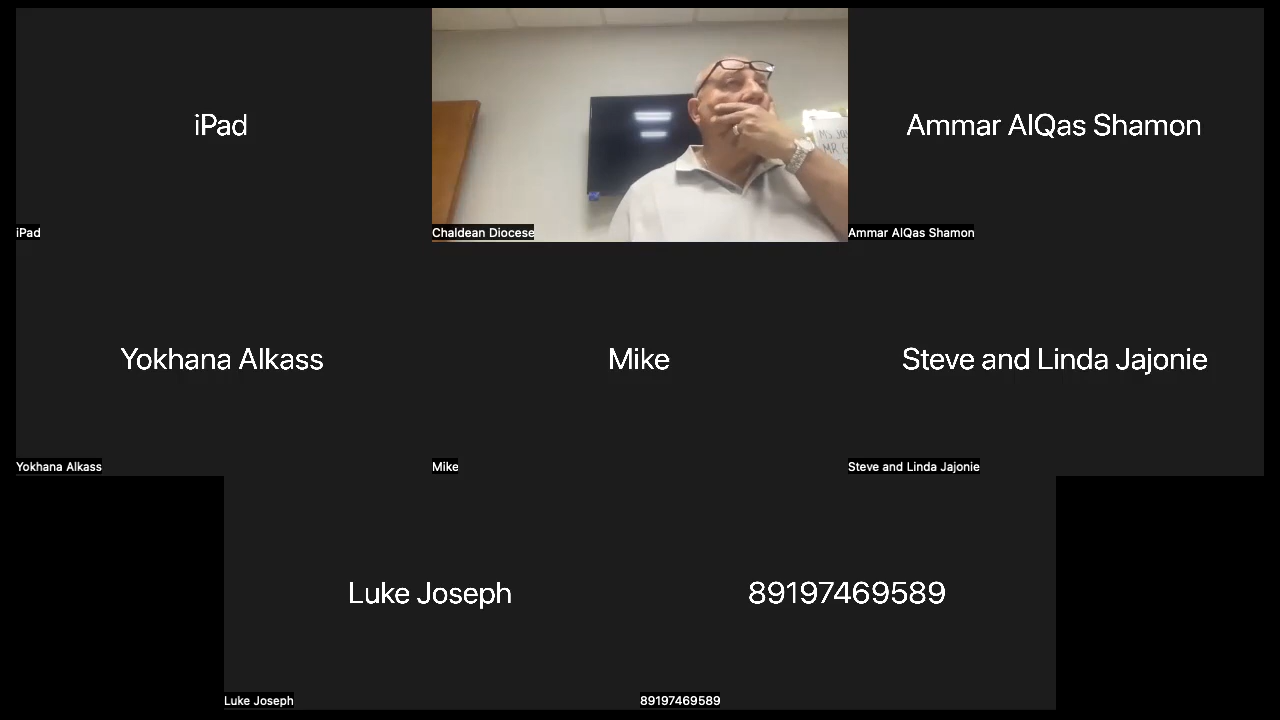 iPad
Ammar AlQas Shamon
iPad
Chaldean Diocese
Ammar AlQas Shamon
Yokhana Alkass
Mike
Steve and Linda Jajonie
Yokhana Alkass
Mike
Steve and Linda Jajonie
Luke Joseph
89197469589
Luke Joseph
89197469589